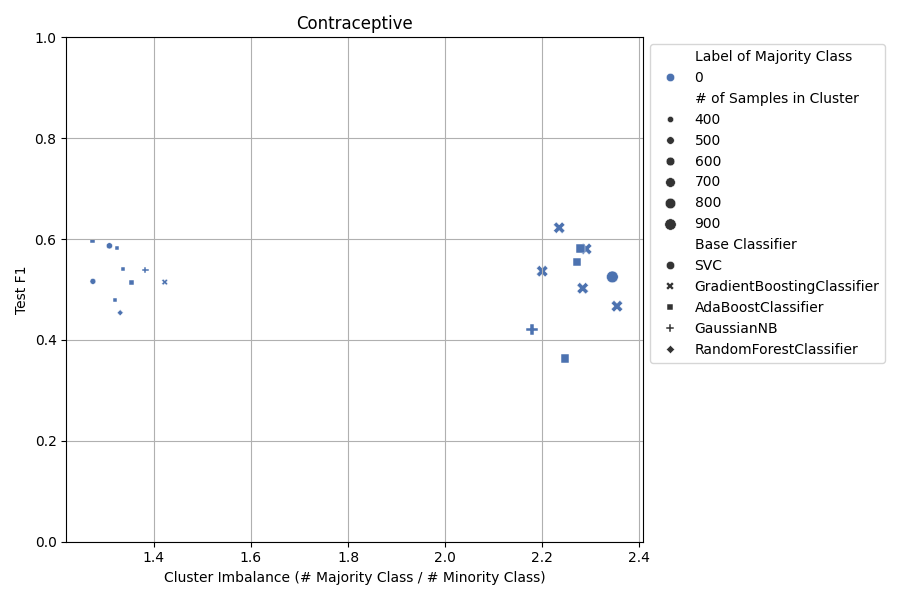 Contraceptive
Test F1
1.0
0.8
0.6
0.4
0.2
0.0
1.4 1.6 1.8 2.0 2.2 2.4
Cluster Imbalance (# Majority Class / # Minority Class)
Label of Majority Class
0
# of Samples in Cluster
400
500
600
700
800
900
Base Classifier
SVC
GradientBoostingClassifier
AdaBoostClassifier
GaussianNB
RandomForestClassifier